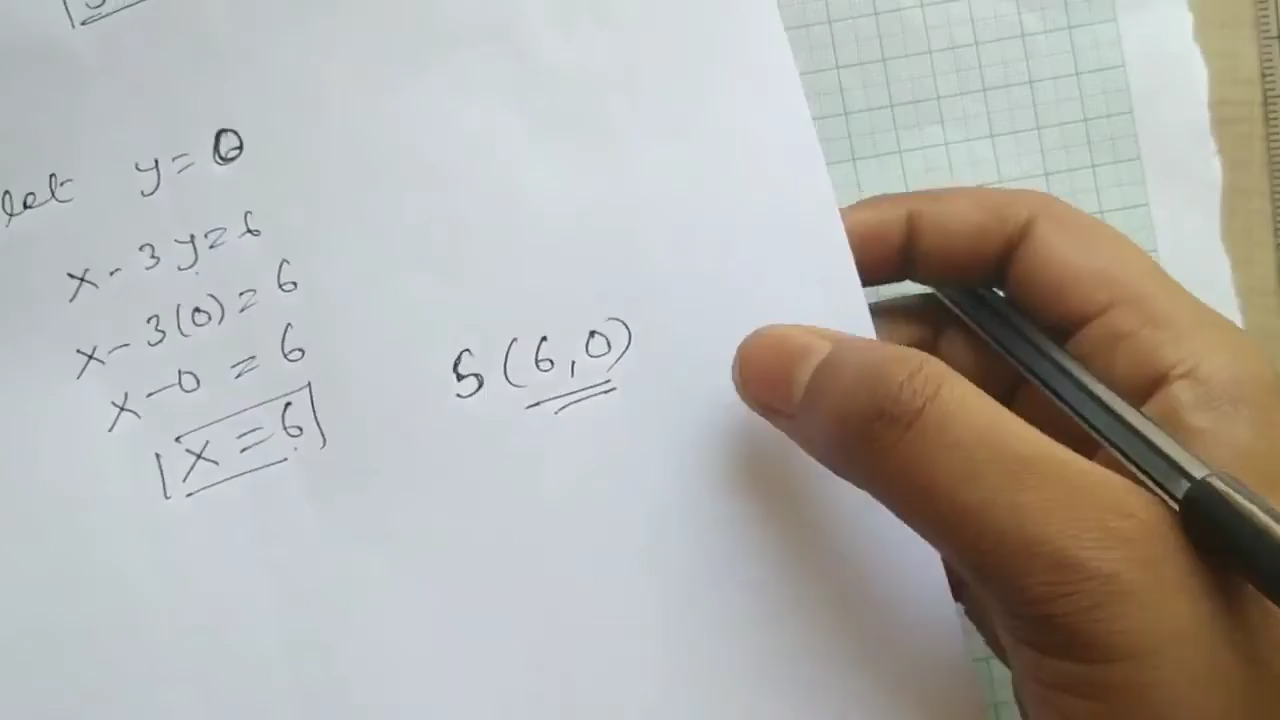 let y=0
x-3y=6
x-3(0)=6
x-0=6
x=6
S(6,0)